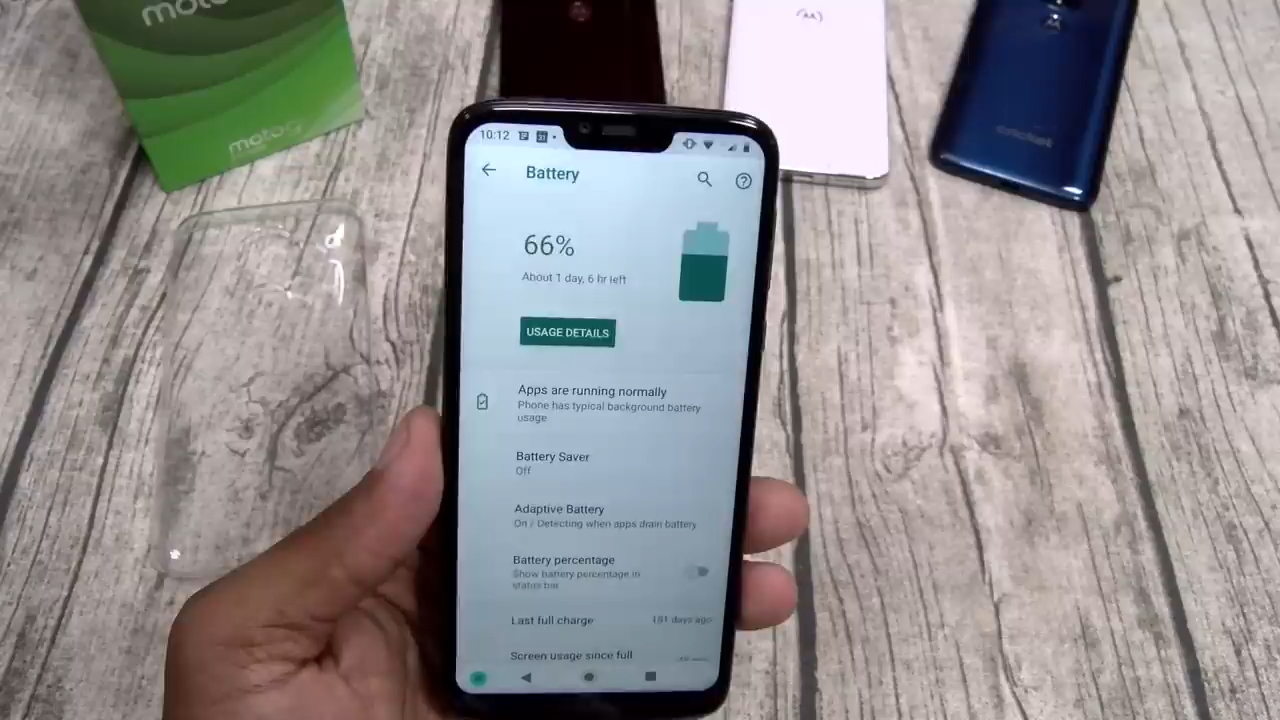 moto
moto g
cricket
10:12
31
Battery
66%
About 1 day, 6 hr left
USAGE DETAILS
Apps are running normally
Phone has typical background battery
usage
Battery Saver
Off
Adaptive Battery
On / Detecting when apps drain battery
Battery percentage
Show battery percentage in
status bar
Last full charge
181 days ago
Screen usage since full